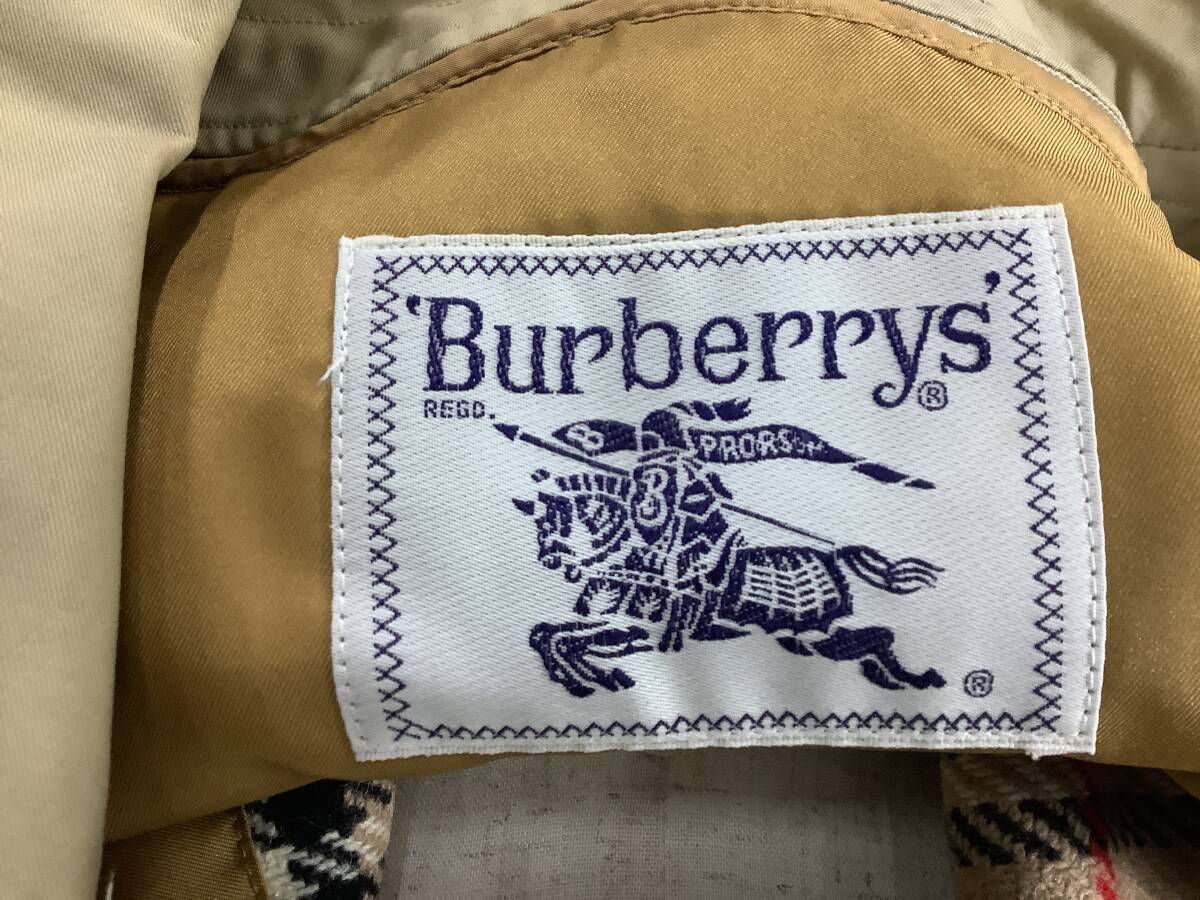 'Burberrys'
®
REGD.
B PRORSUM
B
®